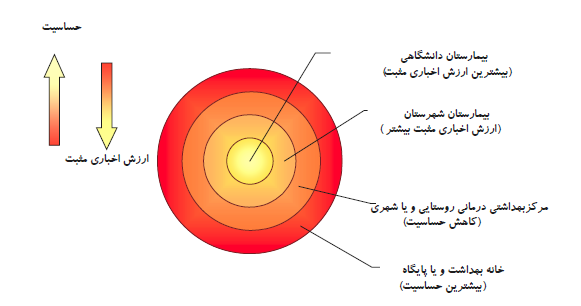 حساسیت
ارزش اخباری مثبت
بیمارستان دانشگاهی
(بیشترین ارزش اخباری مثبت)
بیمارستان شهرستان
(ارزش اخباری مثبت بیشتر )
مرکزبهداشتی درمانی روستایی و یا شهری
(کاهش حساسیت)
خانه بهداشت و یا پایگاه
(بیشترین حساسیت)